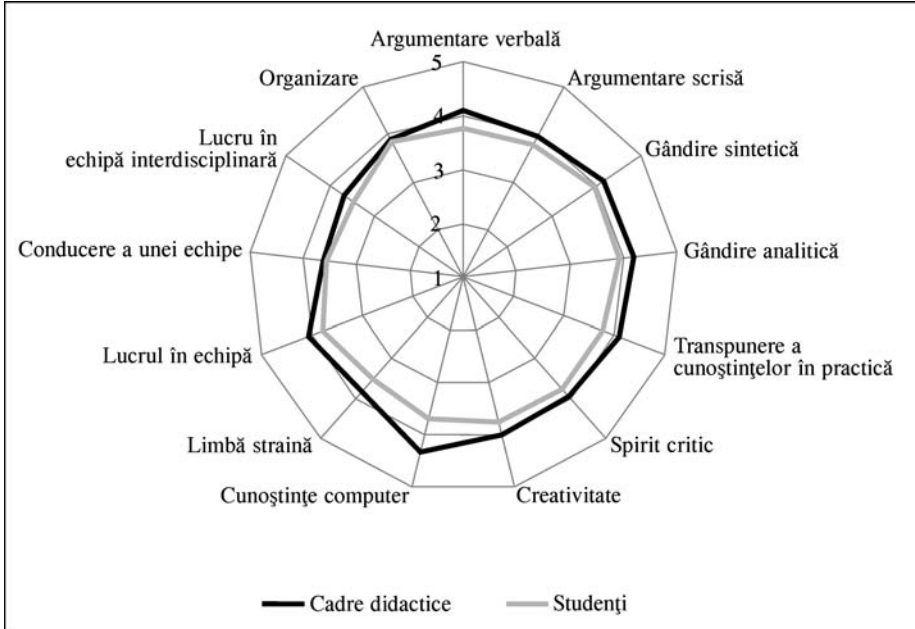 Argumentare verbală
Argumentare scrisă
Gândire sintetică
Gândire analitică
Transpunere a
cunoştinţelor în practică
Spirit critic
Creativitate
Cunoştinţe computer
Limbă straină
Lucrul în echipă
Conducere a unei echipe
Lucru în
echipă interdisciplinară
Organizare
5
4
3
2
1
Cadre didactice
Studenţi